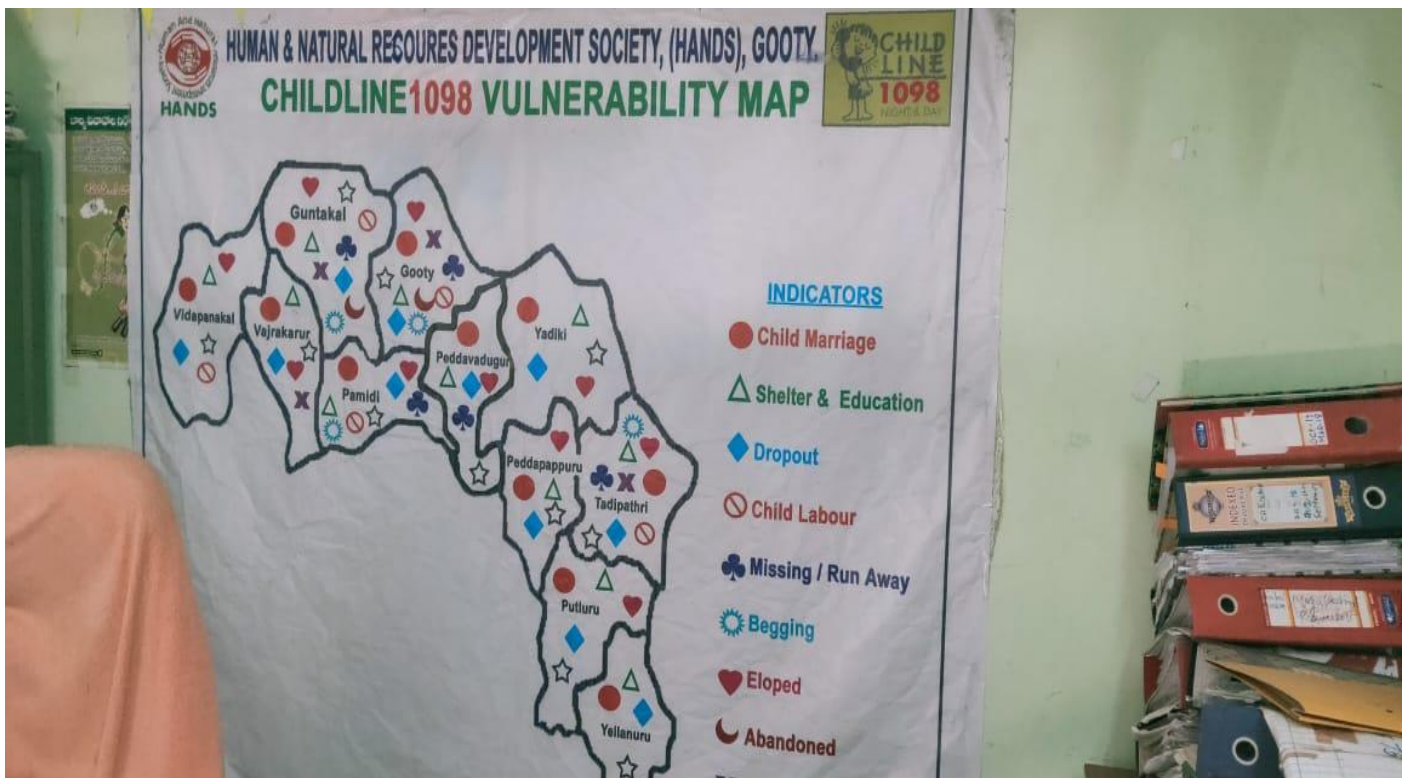 HUMAN & NATURAL RESOURES DEVELOPMENT SOCIETY, (HANDS), GOOTY.
CHILDLINE1098 VULNERABILITY MAP
HANDS
CHILD
LINE
1098
NIGHT & DAY
Guntakal
Gooty
Vidapanakal
Vajrakarur
Pamidi
Peddavadugur
Yadiki
Peddapappuru
Tadipathri
Putluru
Yellanuru
INDICATORS
Child Marriage
Shelter & Education
Dropout
Child Labour
Missing / Run Away
Begging
Eloped
Abandoned
INDEXED